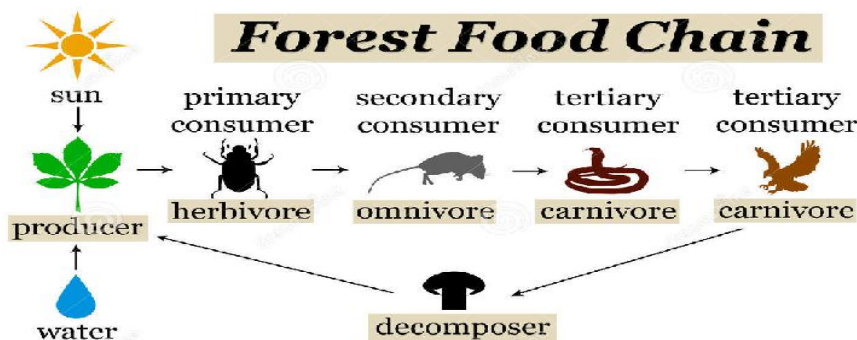 Forest Food Chain
sun
primary
consumer
secondary
consumer
tertiary
consumer
tertiary
consumer
herbivore
omnivore
carnivore
carnivore
producer
water
decomposer